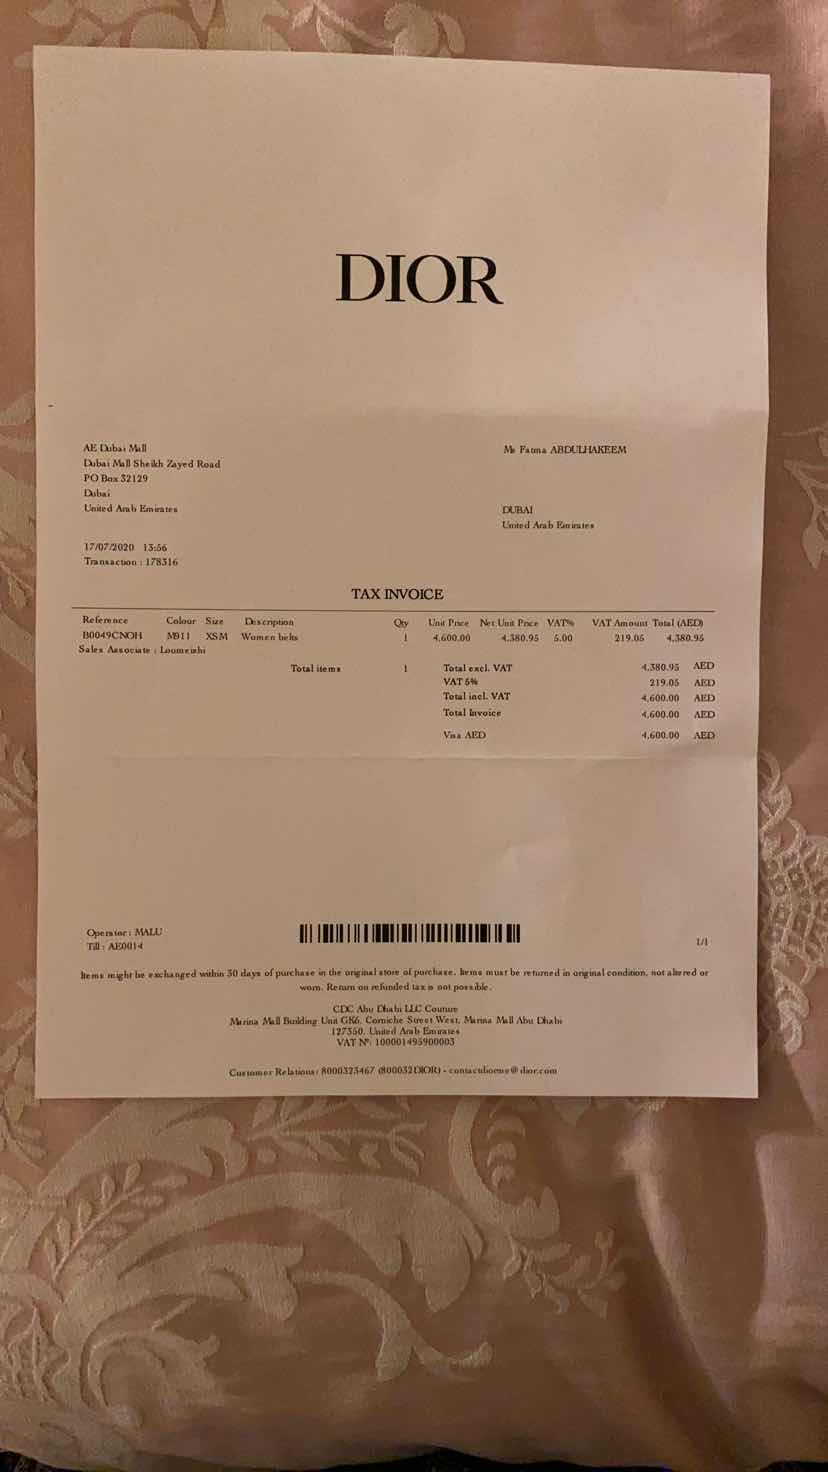 DIOR
AE Dubai Mall
Dubai Mall Sheikh Zayed Road
PO Box 32129
Dubai
United Arab Emirates
Ms Fatma ABDULHAKEEM
DUBAI
United Arab Emirates
17/07/2020 13:56
Transaction : 178316
TAX INVOICE
Reference Colour Size Description Qty Unit Price Net Unit Price VAT% VAT Amount Total (AED)
B0049CNOH M911 XSM Women belts 1 4,600.00 4,380.95 5.00 219.05 4,380.95
Sales Associate : Loumeishi
Total items 1 Total excl. VAT 4,380.95 AED
VAT 5% 219.05 AED
Total incl. VAT 4,600.00 AED
Total Invoice 4,600.00 AED
Visa AED 4,600.00 AED
Operator : MALU
Till : AE0014
1/1
Items might be exchanged within 30 days of purchase in the original store of purchase. Items must be returned in original condition, not altered or
worn. Return on refunded tax is not possible.
CDC Abu Dhabi LLC Couture
Marina Mall Building Unit GK6, Corniche Street West, Marina Mall Abu Dhabi
127350, United Arab Emirates
VAT Nº: 100001495900003
Customer Relations: 8000323467 (800032DIOR) - contactdiorme@dior.com